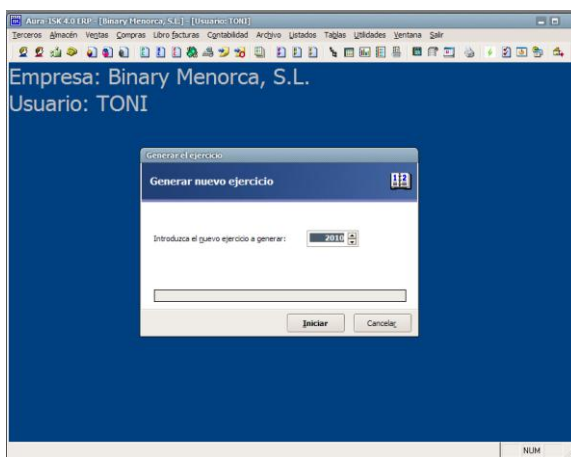 Aura-ISK 4.0 ERP - [Binary Menorca, S.L.] - [Usuario: TONI]
Terceros Almacén Ventas Compras Libro facturas Contabilidad Archivo Listados Tablas Utilidades Ventana Salir
Empresa: Binary Menorca, S.L.
Usuario: TONI
Generar el ejercicio
Generar nuevo ejercicio
Introduzca el nuevo ejercicio a generar: 2010
Iniciar Cancelar
NUM